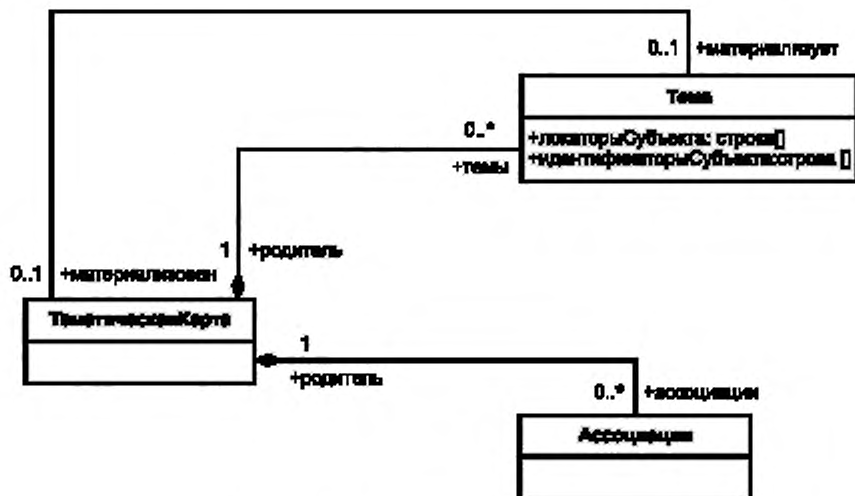 0..1 +материализует
Тема
+локаторыСубъекта: строка[]
+идентификаторыСубъекта:строка []
0..*
+темы
1 +родитель
0..1 +материализован
ТематическаяКарта
1
+родитель
0..* +ассоциации
Ассоциация